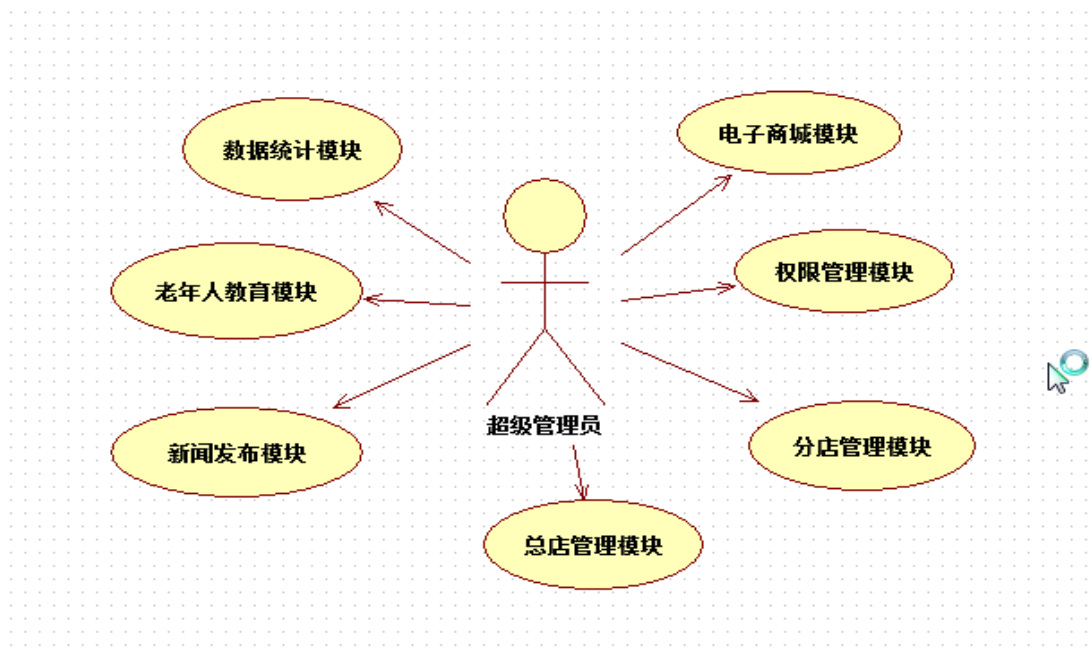 电子商城模块
数据统计模块
权限管理模块
老年人教育模块
超级管理员
分店管理模块
新闻发布模块
总店管理模块